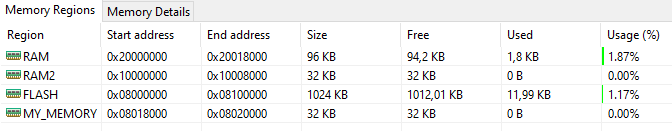 Memory Regions Memory Details
Region Start address End address Size Free Used Usage (%)
RAM 0x20000000 0x20018000 96 KB 94,2 KB 1,8 KB 1.87%
RAM2 0x10000000 0x10008000 32 KB 32 KB 0 B 0.00%
FLASH 0x08000000 0x08100000 1024 KB 1012,01 KB 11,99 KB 1.17%
MY_MEMORY 0x08018000 0x08020000 32 KB 32 KB 0 B 0.00%